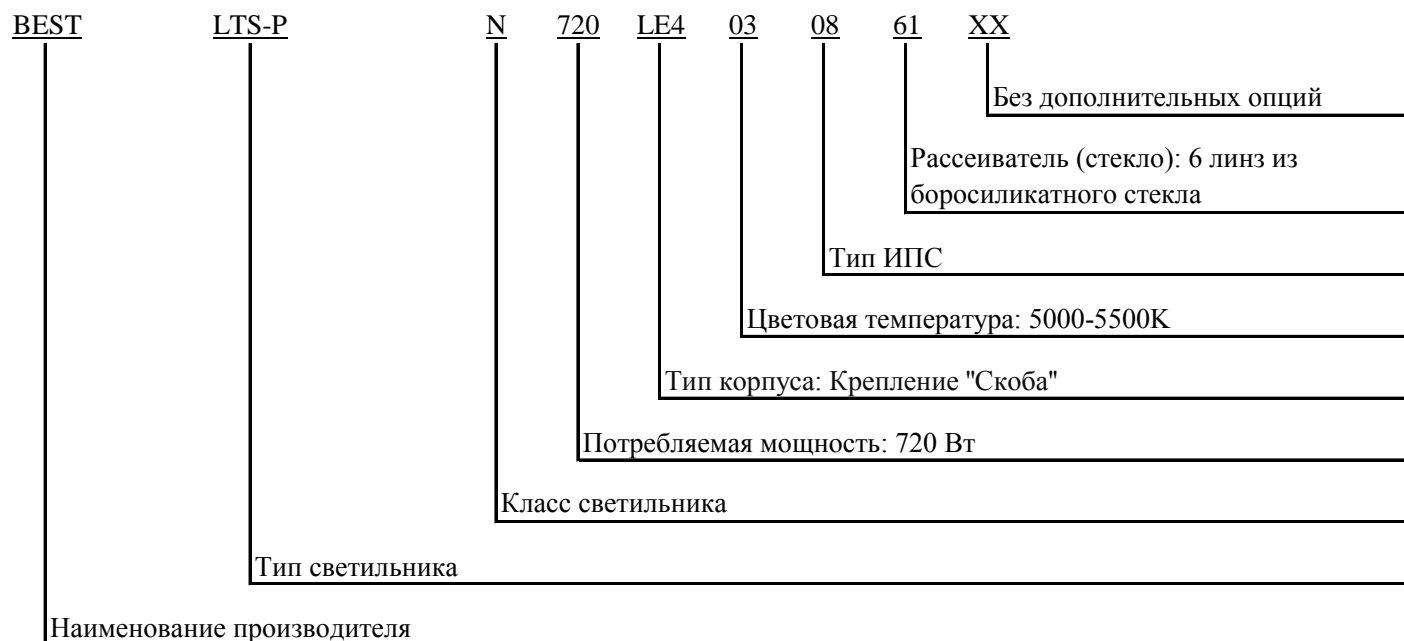 BEST LTS-P N 720 LE4 03 08 61 XX
Без дополнительных опций
Рассеиватель (стекло): 6 линз из
боросиликатного стекла
Тип ИПС
Цветовая температура: 5000-5500К
Тип корпуса: Крепление "Скоба"
Потребляемая мощность: 720 Вт
Класс светильника
Тип светильника
Наименование производителя